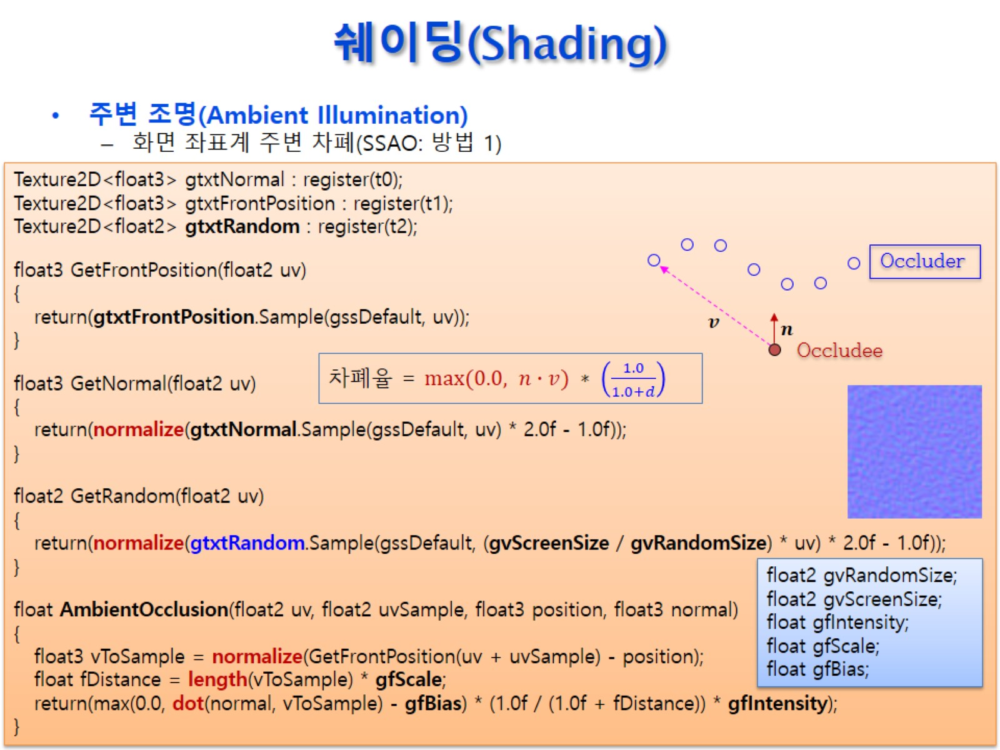 쉐이딩(Shading)
• 주변 조명(Ambient Illumination)
– 화면 좌표계 주변 차폐(SSAO: 방법 1)
Texture2D<float3> gtxtNormal : register(t0);
Texture2D<float3> gtxtFrontPosition : register(t1);
Texture2D<float2> gtxtRandom : register(t2);
float3 GetFrontPosition(float2 uv)
{
return(gtxtFrontPosition.Sample(gssDefault, uv));
}
Occluder
v
n
Occludee
차폐율 = max(0.0, n · v) * (1.0 / 1.0+d)
float3 GetNormal(float2 uv)
{
return(normalize(gtxtNormal.Sample(gssDefault, uv) * 2.0f - 1.0f));
}
float2 GetRandom(float2 uv)
{
return(normalize(gtxtRandom.Sample(gssDefault, (gvScreenSize / gvRandomSize) * uv) * 2.0f - 1.0f));
}
float2 gvRandomSize;
float2 gvScreenSize;
float gfIntensity;
float gfScale;
float gfBias;
float AmbientOcclusion(float2 uv, float2 uvSample, float3 position, float3 normal)
{
float3 vToSample = normalize(GetFrontPosition(uv + uvSample) - position);
float fDistance = length(vToSample) * gfScale;
return(max(0.0, dot(normal, vToSample) - gfBias) * (1.0f / (1.0f + fDistance)) * gfIntensity);
}